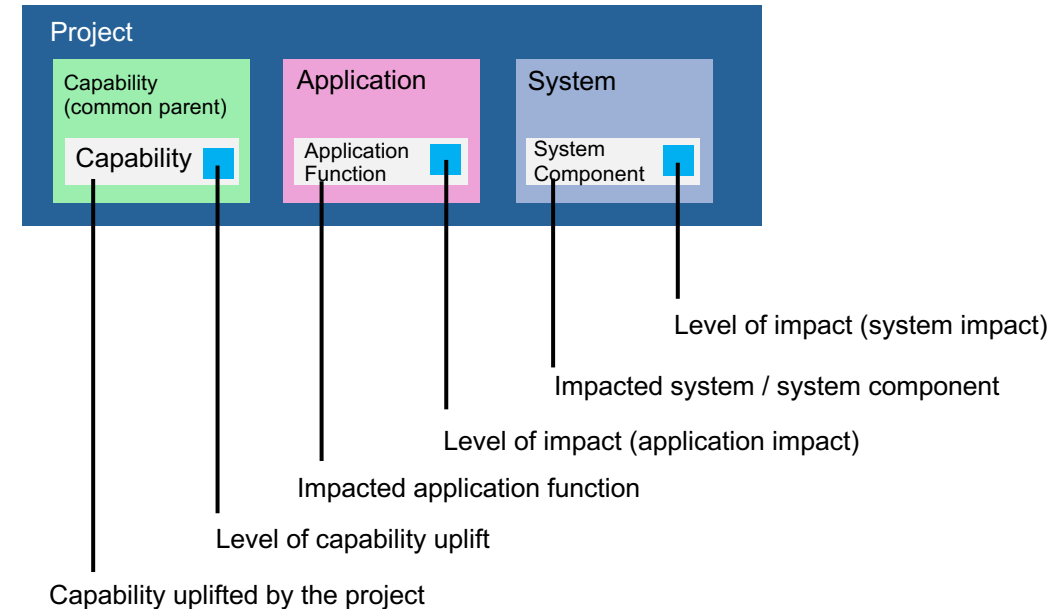 Project
Capability
(common parent)
Capability
Application
Application
Function
System
System
Component
Level of impact (system impact)
Impacted system / system component
Level of impact (application impact)
Impacted application function
Level of capability uplift
Capability uplifted by the project